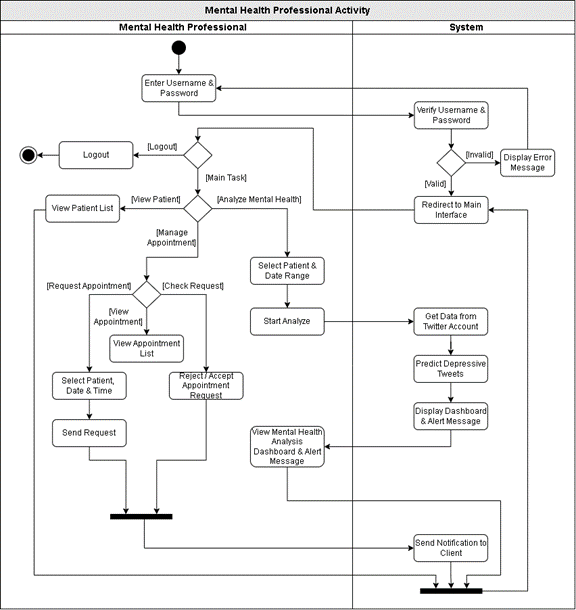 Mental Health Professional Activity
Mental Health Professional
System
Enter Username &
Password
Verify Username &
Password
[Logout]
Logout
[Invalid]
Display Error
Message
[Main Task]
[Valid]
[View Patient]
[Analyze Mental Health]
View Patient List
Redirect to Main
Interface
[Manage
Appointment]
Select Patient &
Date Range
[Request Appointment]
[Check Request]
[View
Appointment]
Start Analyze
Get Data from
Twitter Account
View Appointment
List
Predict Depressive
Tweets
Select Patient,
Date & Time
Reject / Accept
Appointment
Request
Display Dashboard
& Alert Message
Send Request
View Mental Health
Analysis
Dashboard & Alert
Message
Send Notification to
Client